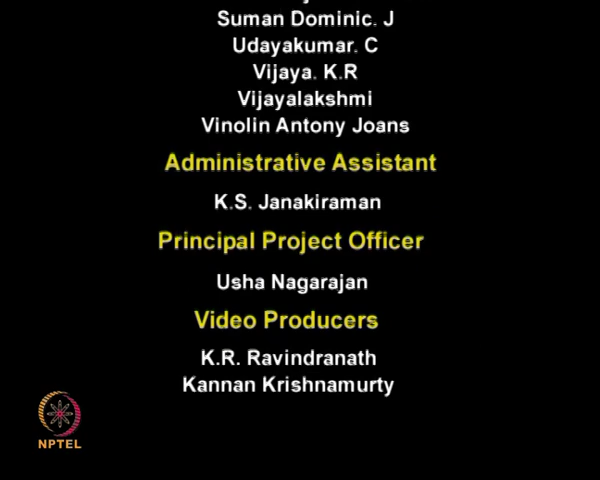 Suman Dominic. J
Udayakumar. C
Vijaya. K.R
Vijayalakshmi
Vinolin Antony Joans
Administrative Assistant
K.S. Janakiraman
Principal Project Officer
Usha Nagarajan
Video Producers
K.R. Ravindranath
Kannan Krishnamurty
NPTEL